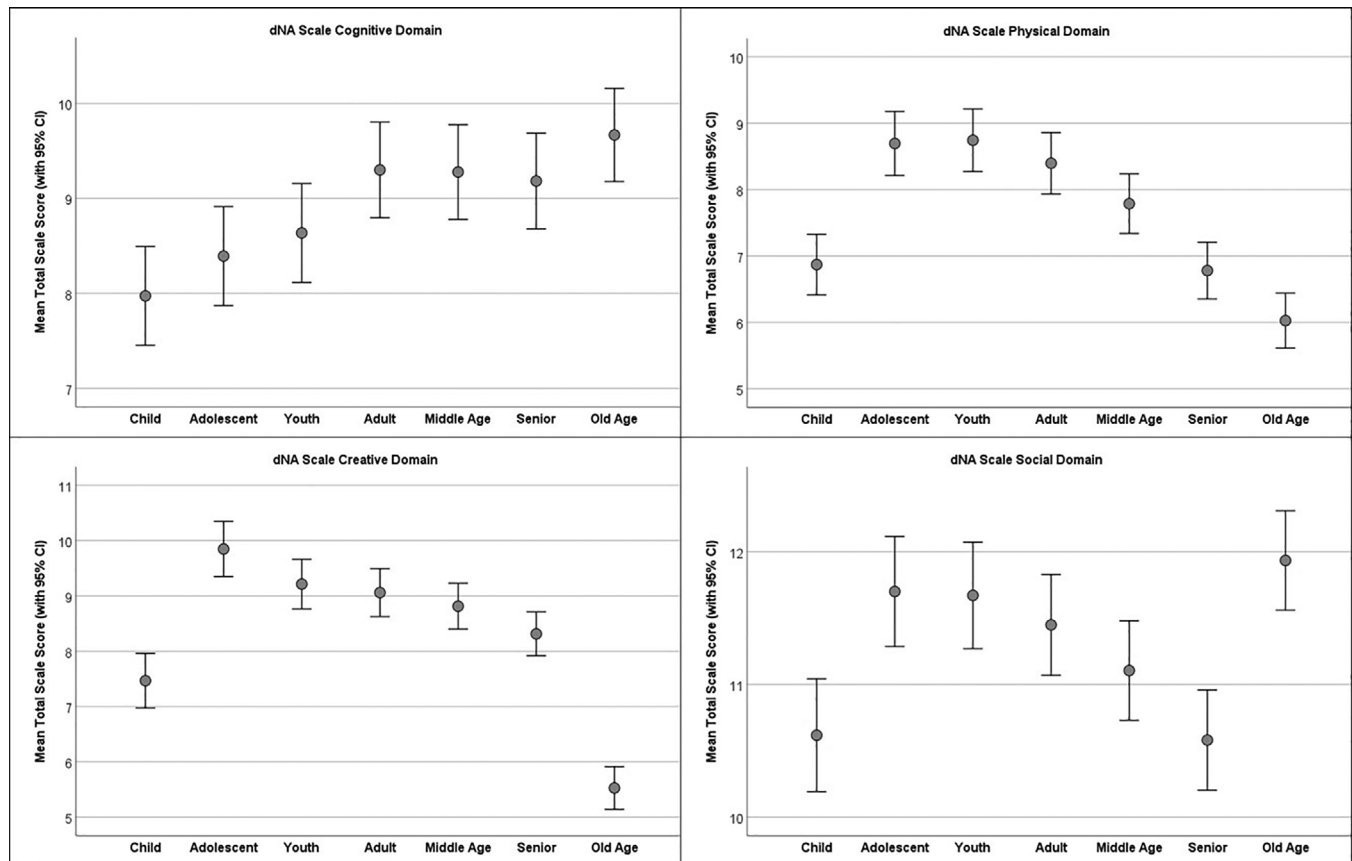 dNA Scale Cognitive Domain
Mean Total Scale Score (with 95% CI)
10
9
8
7
Child Adolescent Youth Adult Middle Age Senior Old Age
dNA Scale Physical Domain
Mean Total Scale Score (with 95% CI)
10
9
8
7
6
5
Child Adolescent Youth Adult Middle Age Senior Old Age
dNA Scale Creative Domain
Mean Total Scale Score (with 95% CI)
11
10
9
8
7
6
5
Child Adolescent Youth Adult Middle Age Senior Old Age
dNA Scale Social Domain
Mean Total Scale Score (with 95% CI)
12
11
10
Child Adolescent Youth Adult Middle Age Senior Old Age